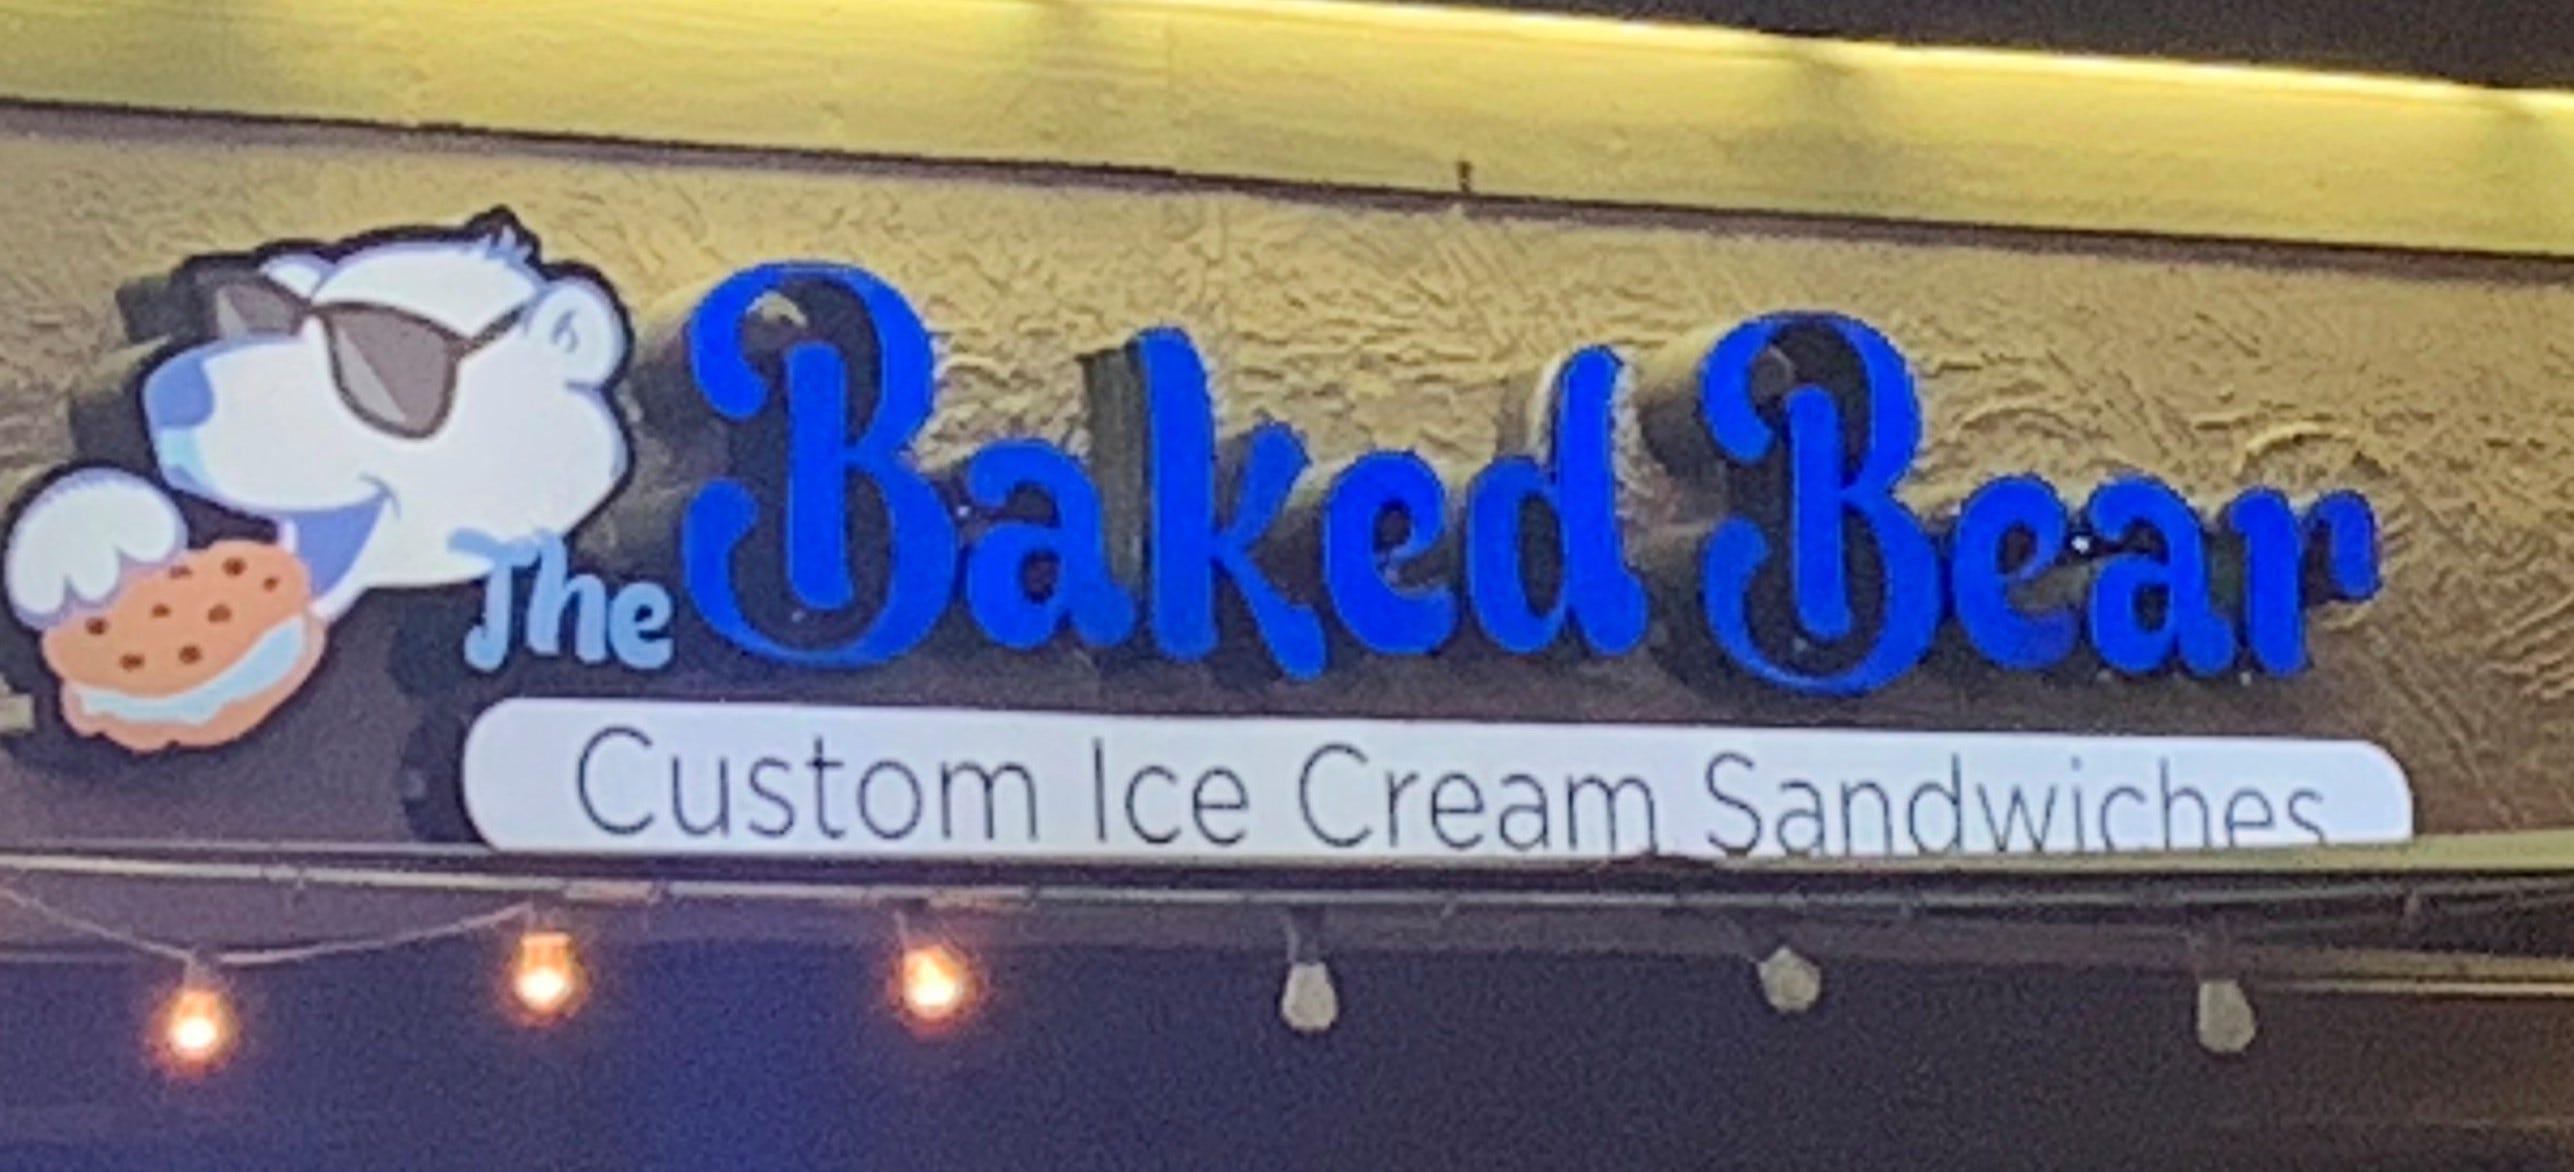 The Baked Bear
Custom Ice Cream Sandwiches